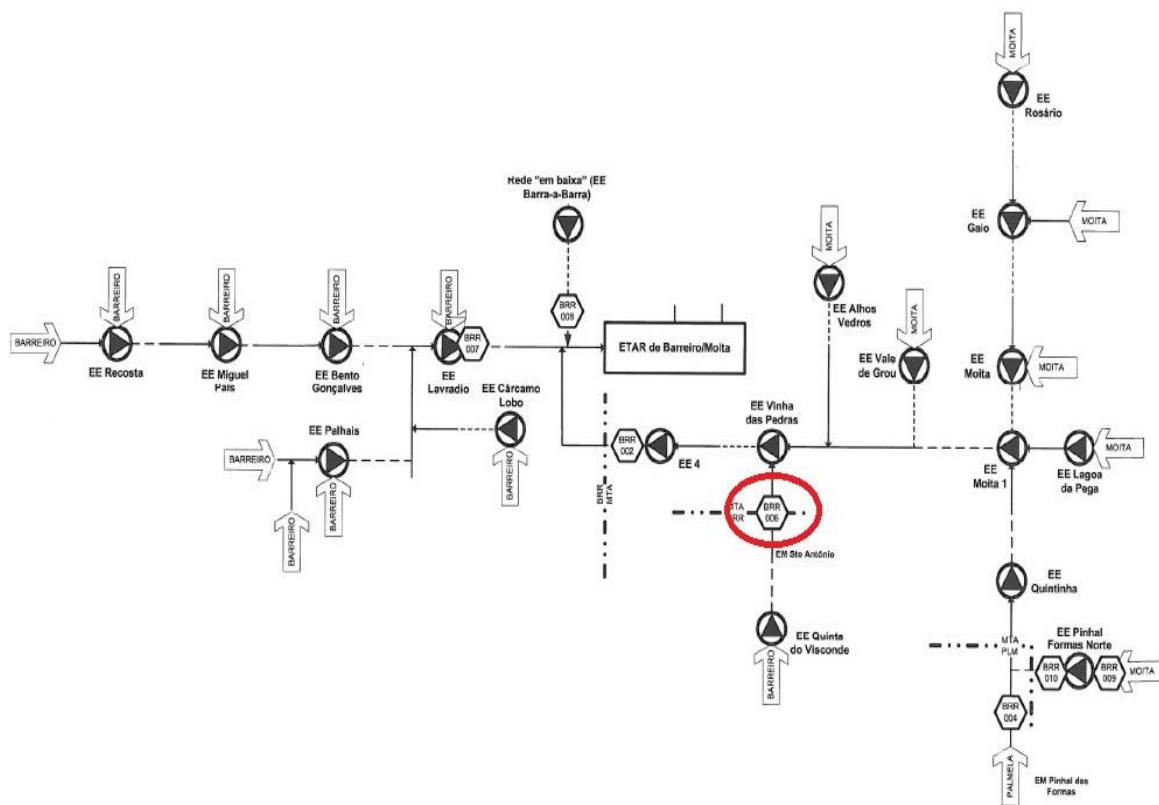 MOITA
EE
Rosário
Rede "em baixa" (EE
Barra-a-Barra)
EE
Gaio
MOITA
MOITA
BARREIRO
BARREIRO
BARREIRO
BARREIRO
BRR
008
EE Alhos
Vedros
MOITA
BARREIRO
EE Recosta
EE Miguel
Pais
EE Bento
Gonçalves
EE
Lavradio
BRR
007
ETAR de Barreiro/Moita
EE Vale
de Grou
EE
Moita
MOITA
EE Cárcamo
Lobo
EE Palhais
BARREIRO
BARREIRO
BARREIRO
BARREIRO
BRR
002
EE 4
EE Vinha
das Pedras
EE
Moita 1
EE Lagoa
da Pega
MOITA
BRR
MTA
MTA
BRR
BRR
006
EM Sto António
EE
Quintinha
EE Quinta
do Visconde
BARREIRO
MTA
PLM
EE Pinhal
Formas Norte
BRR
010
BRR
009
MOITA
BRR
004
PALMELA
EM Pinhal das
Formas